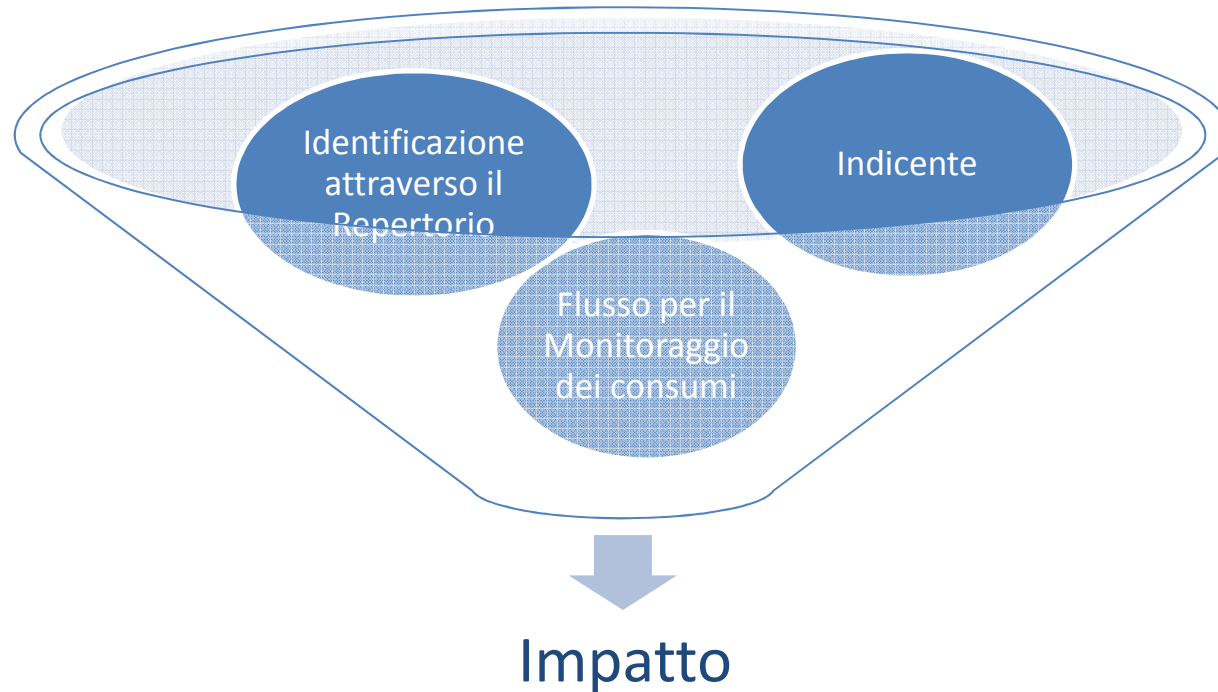 Identificazione
attraverso il
Repertorio
Indicente
Flusso per il
Monitoraggio
dei consumi
Impatto